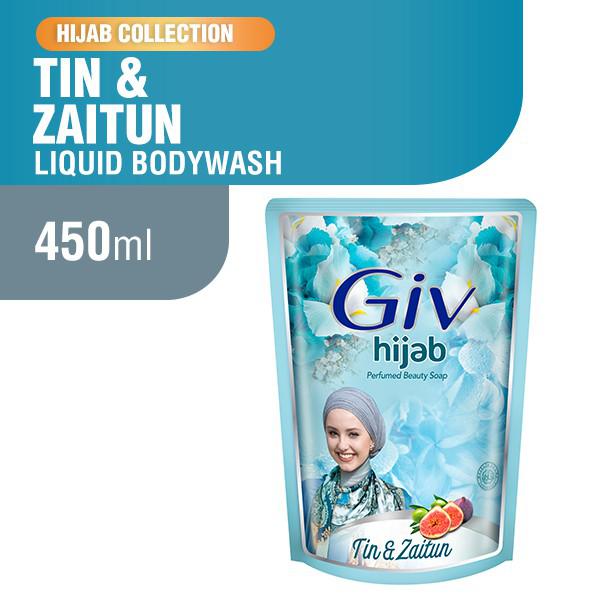 HIJAB COLLECTION
TIN &
ZAITUN
LIQUID BODYWASH
450ml
Giv
hijab
Perfumed Beauty Soap
Tin & Zaitun